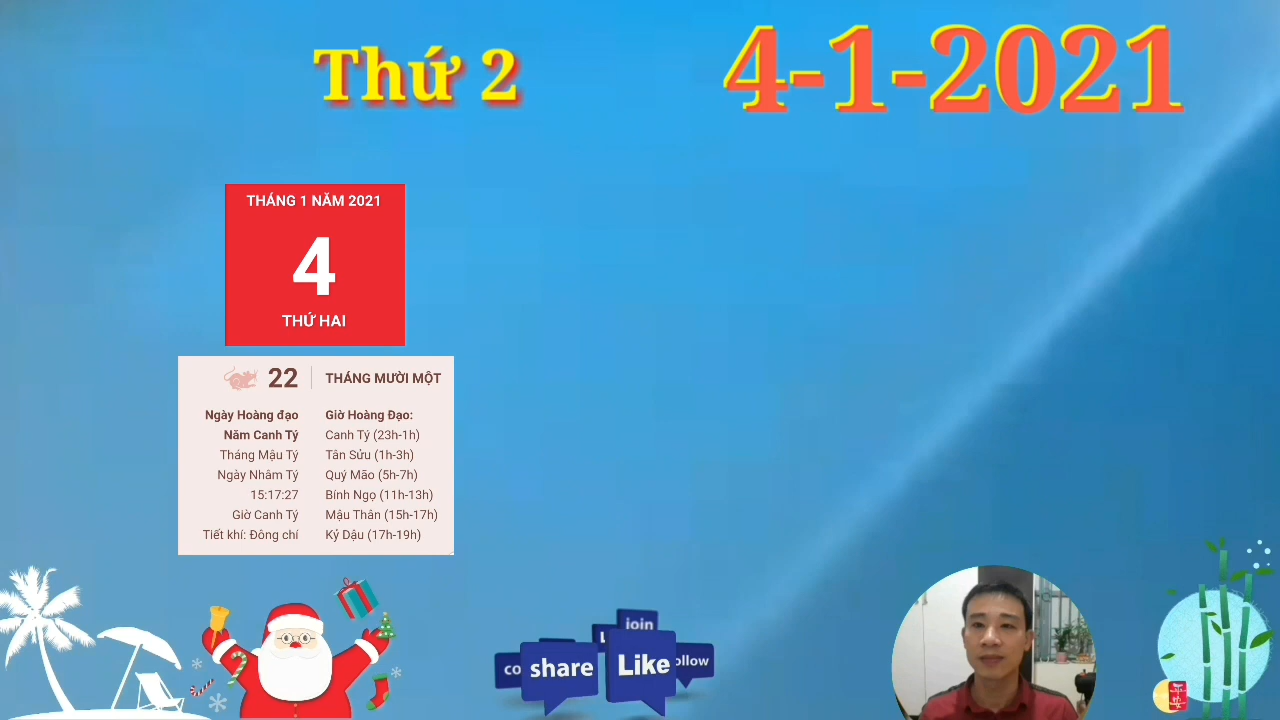 Thứ 2
4-1-2021
THÁNG 1 NĂM 2021
4
THỨ HAI
22
THÁNG MƯỜI MỘT
Ngày Hoàng đạo
Năm Canh Tý
Tháng Mậu Tý
Ngày Nhâm Tý
15:17:27
Giờ Canh Tý
Tiết khí: Đông chí
Giờ Hoàng Đạo:
Canh Tý (23h-1h)
Tân Sửu (1h-3h)
Quý Mão (5h-7h)
Bính Ngọ (11h-13h)
Mậu Thân (15h-17h)
Kỷ Dậu (17h-19h)
join
share
Like